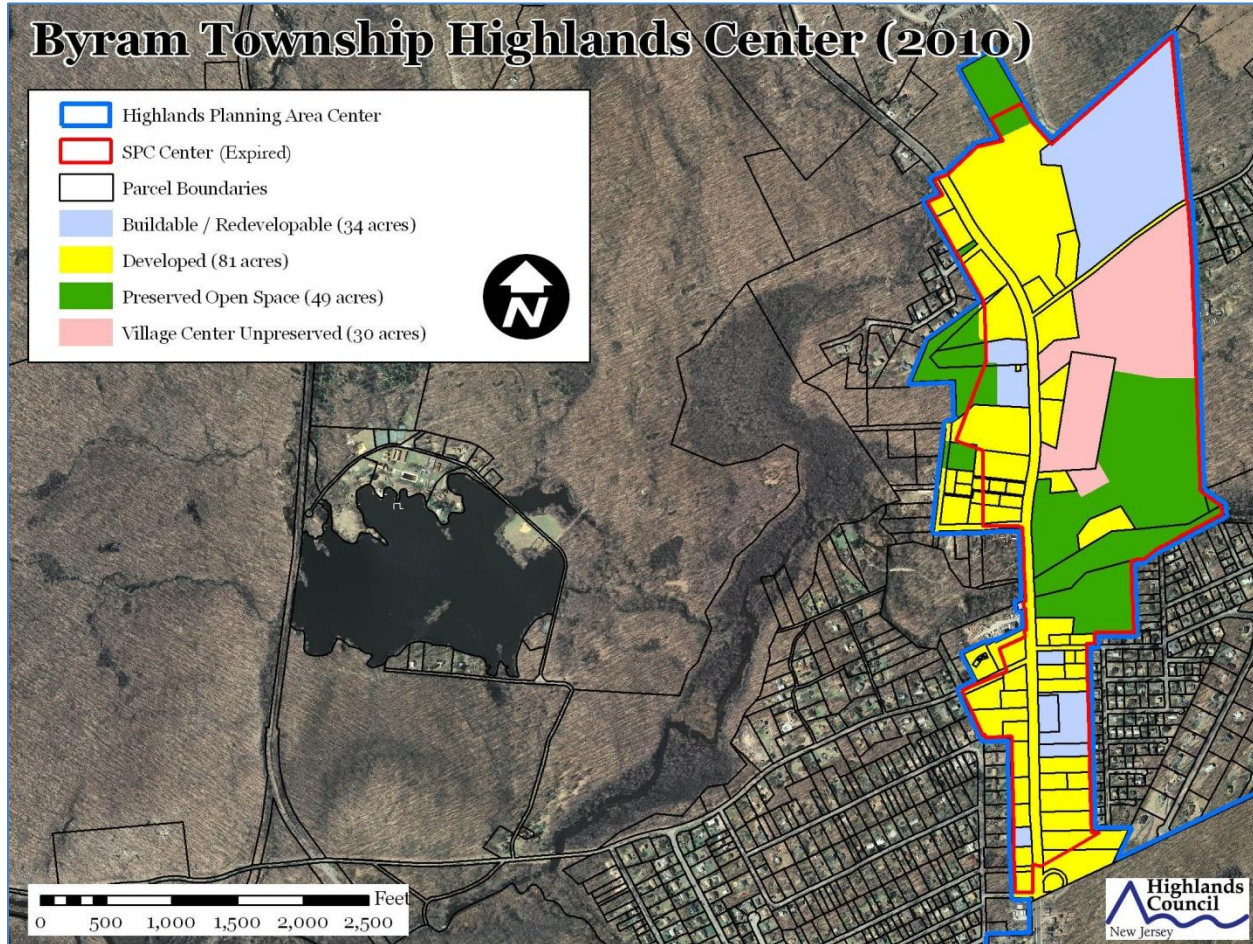 Byram Township Highlands Center (2010)
Highlands Planning Area Center
SPC Center (Expired)
Parcel Boundaries
Buildable / Redevelopable (34 acres)
Developed (81 acres)
Preserved Open Space (49 acres)
Village Center Unpreserved (30 acres)
N
Feet
0 500 1,000 1,500 2,000 2,500
Highlands
Council
New Jersey